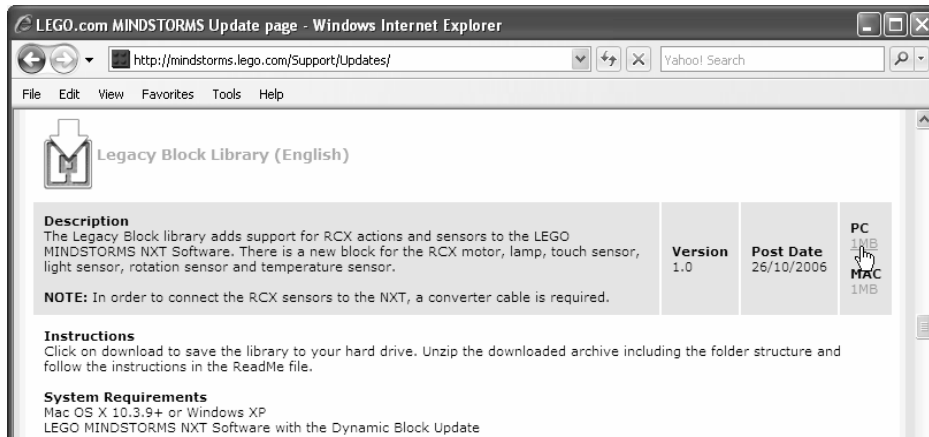 LEGO.com MINDSTORMS Update page - Windows Internet Explorer
http://mindstorms.lego.com/Support/Updates/
Yahoo! Search
File Edit View Favorites Tools Help
Legacy Block Library (English)
Description
The Legacy Block library adds support for RCX actions and sensors to the LEGO
MINDSTORMS NXT Software. There is a new block for the RCX motor, lamp, touch sensor,
light sensor, rotation sensor and temperature sensor.
NOTE: In order to connect the RCX sensors to the NXT, a converter cable is required.
Version
1.0
Post Date
26/10/2006
PC
1MB
MAC
1MB
Instructions
Click on download to save the library to your hard drive. Unzip the downloaded archive including the folder structure and
follow the instructions in the ReadMe file.
System Requirements
Mac OS X 10.3.9+ or Windows XP
LEGO MINDSTORMS NXT Software with the Dynamic Block Update